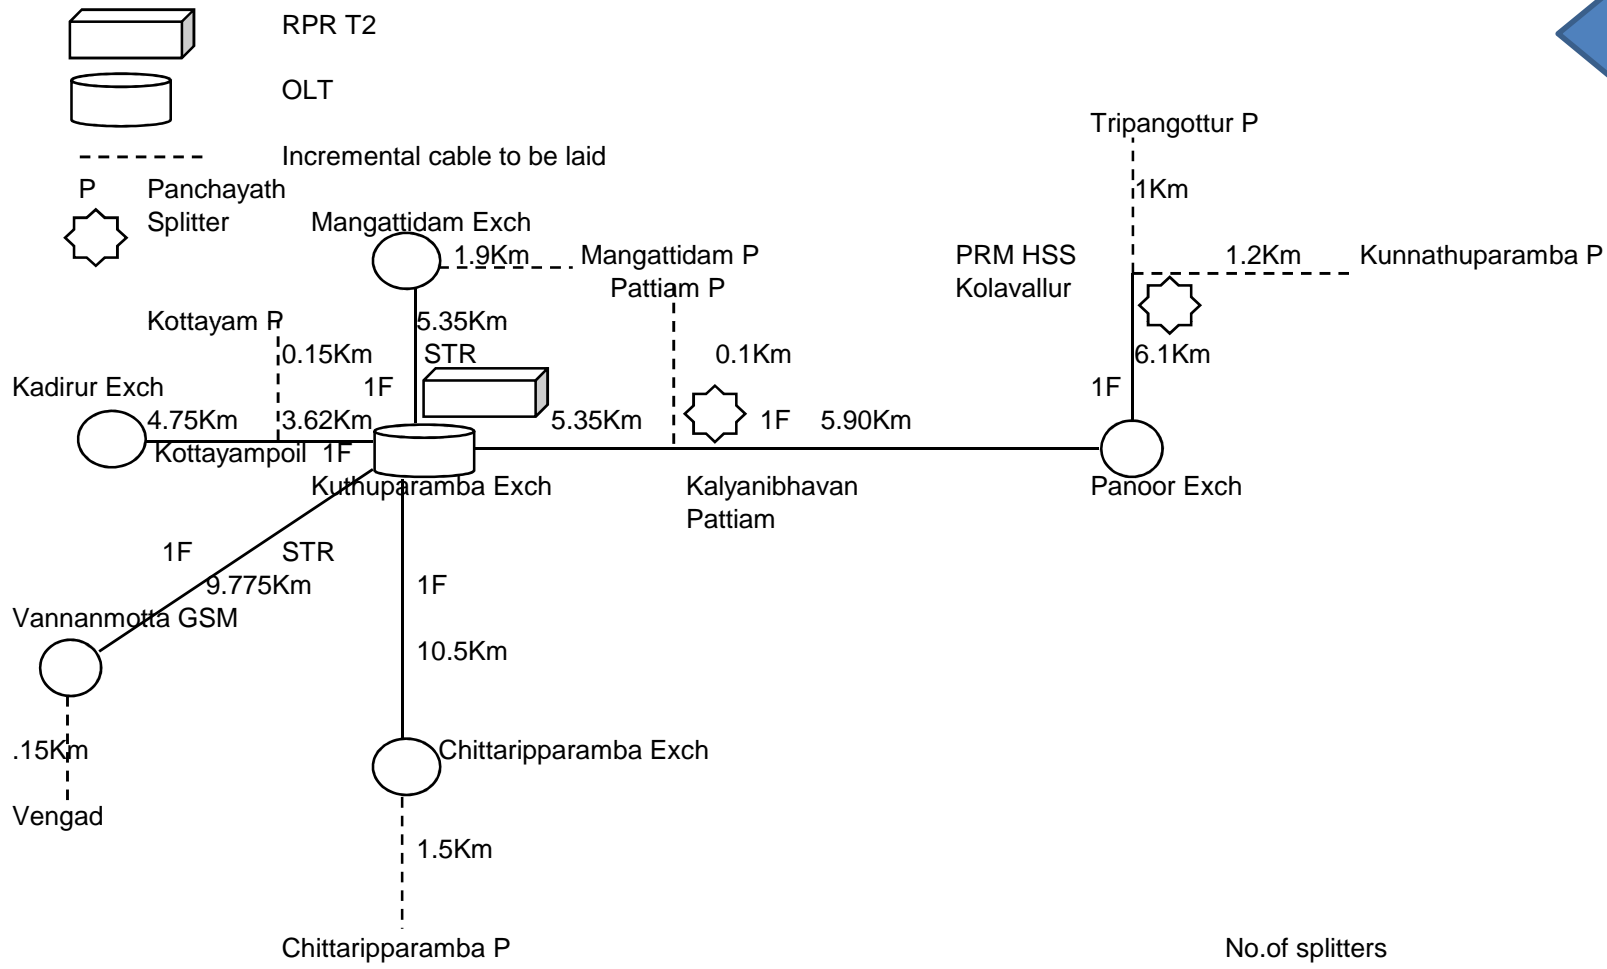 RPR T2
OLT
Incremental cable to be laid
P Panchayath
Splitter
Tripangottur P
1Km
Mangattidam Exch
1.9Km
Mangattidam P
Pattiam P
PRM HSS
Kolavallur
1.2Km
Kunnathuparamba P
Kottayam P
5.35Km
0.15Km
STR
0.1Km
6.1Km
Kadirur Exch
1F
1F
4.75Km
3.62Km
5.35Km
1F
5.90Km
Kottayampoil
1F
Kuthuparamba Exch
Kalyanibhavan
Pattiam
Panoor Exch
1F
STR
9.775Km
1F
Vannanmotta GSM
10.5Km
.15Km
Chittaripparamba Exch
Vengad
1.5Km
Chittaripparamba P
No.of splitters